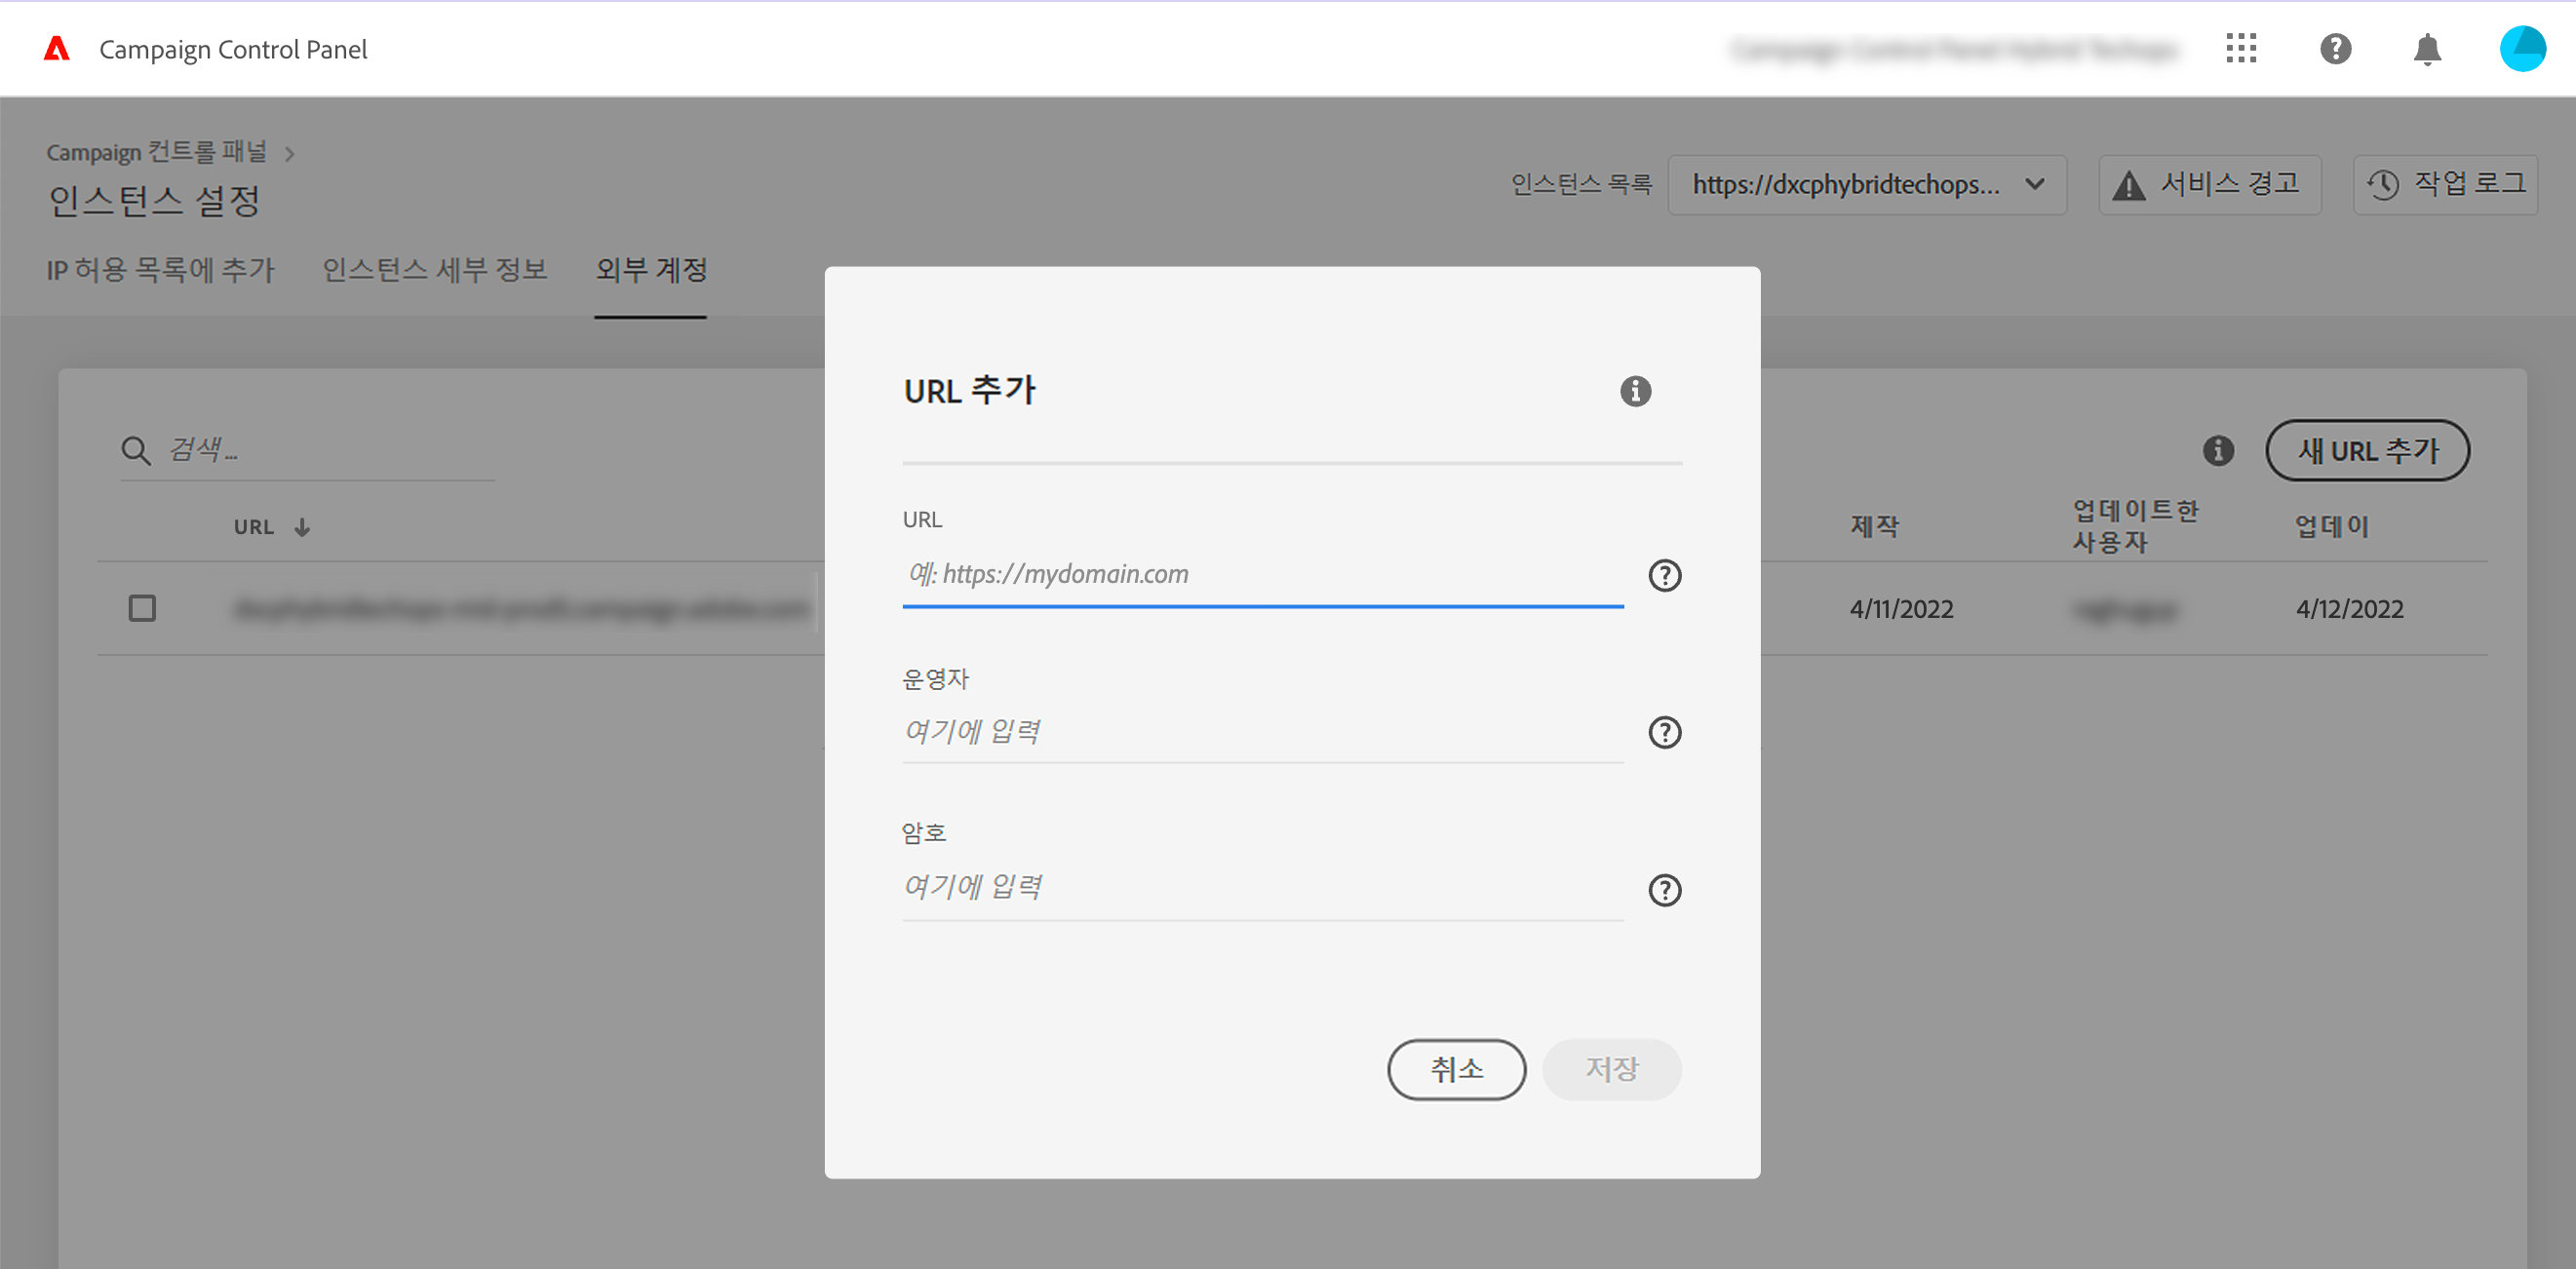 Campaign Control Panel
Campaign 컨트롤 패널
인스턴스 설정
인스턴스 목록
https://dxcphybridtechops...
서비스 경고
작업 로그
IP 허용 목록에 추가
인스턴스 세부 정보
외부 계정
검색...
새 URL 추가
URL
제작
업데이트한
사용자
업데이
4/11/2022
4/12/2022
URL 추가
URL
예: https://mydomain.com
운영자
여기에 입력
암호
여기에 입력
취소
저장